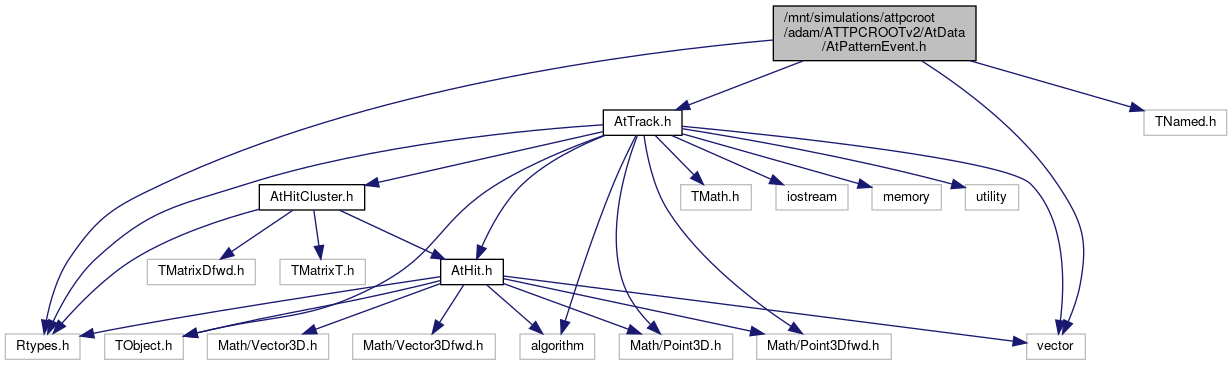 /mnt/simulations/attpcroot
/adam/ATTPCROOTv2/AtData
/AtPatternEvent.h
AtTrack.h
TNamed.h
AtHitCluster.h
TMath.h
iostream
memory
utility
TMatrixDfwd.h
TMatrixT.h
AtHit.h
Rtypes.h
TObject.h
Math/Vector3D.h
Math/Vector3Dfwd.h
algorithm
Math/Point3D.h
Math/Point3Dfwd.h
vector